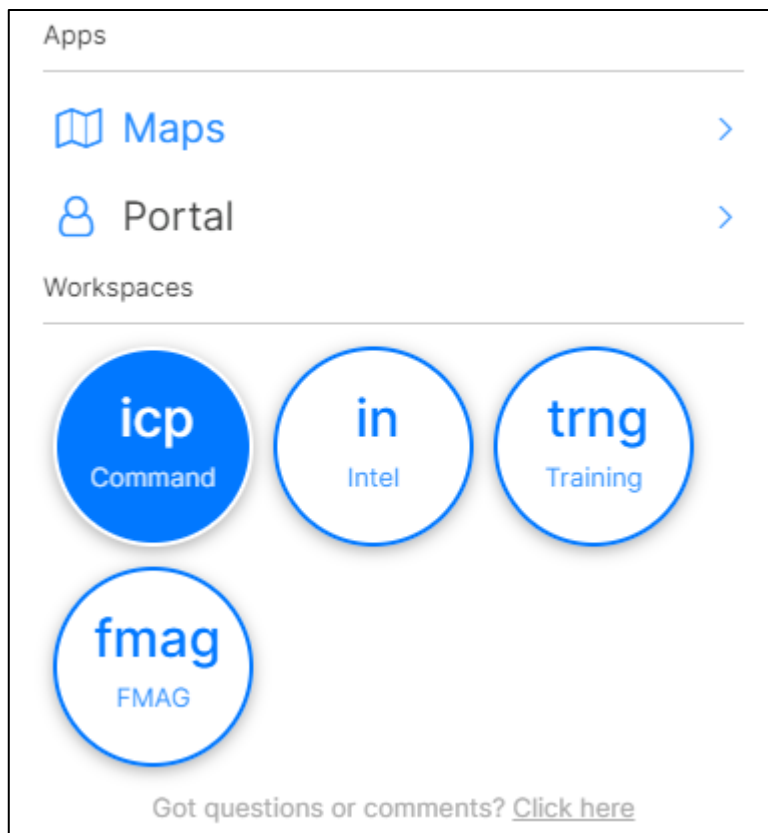 Apps
Maps
Portal
Workspaces
icp in trng
Command Intel Training
fmag
FMAG
Got questions or comments? Click here